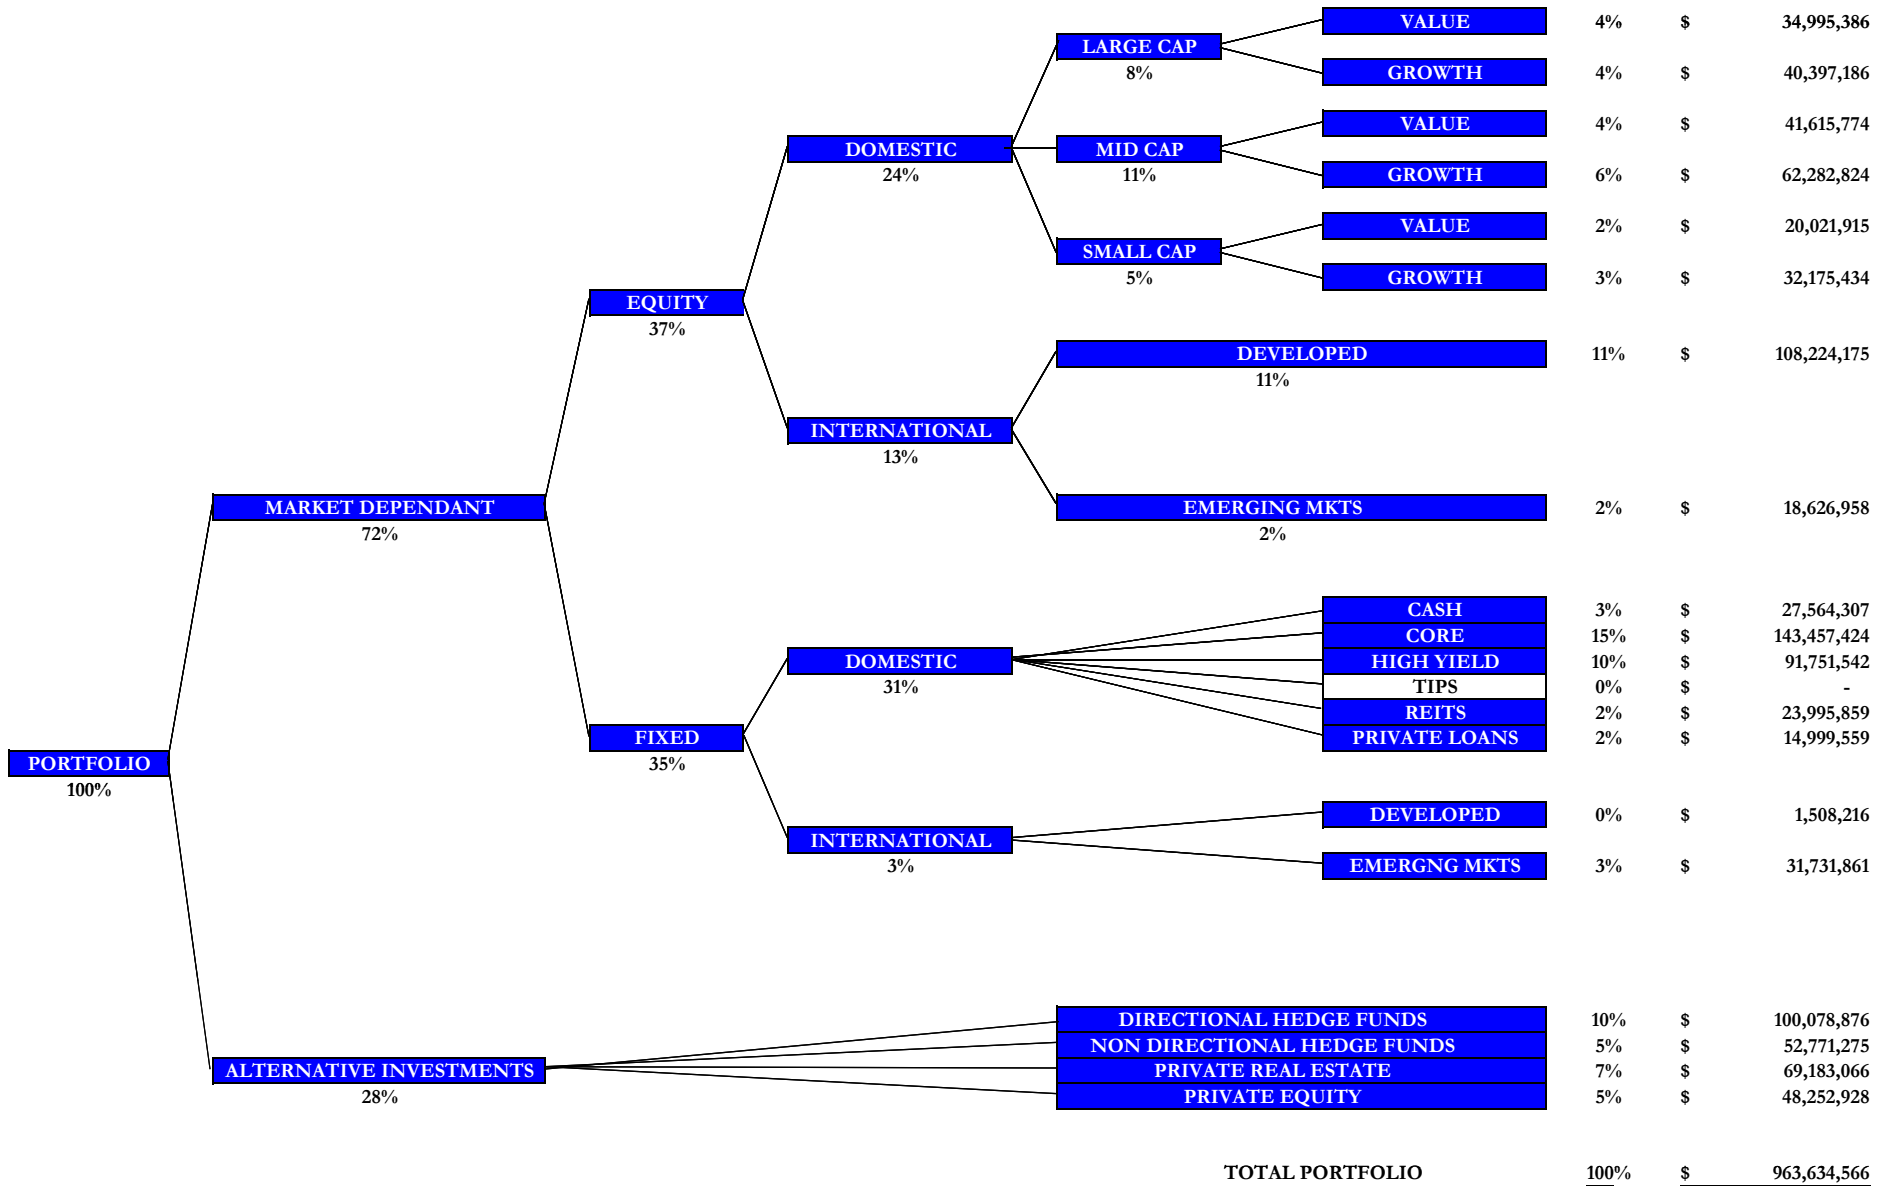 VALUE 4% $ 34,995,386
LARGE CAP
8%
GROWTH 4% $ 40,397,186
VALUE 4% $ 41,615,774
DOMESTIC MID CAP
24% 11% GROWTH 6% $ 62,282,824
VALUE 2% $ 20,021,915
SMALL CAP
5% GROWTH 3% $ 32,175,434
EQUITY
37%
DEVELOPED 11% $ 108,224,175
11%
INTERNATIONAL
13%
MARKET DEPENDANT EMERGING MKTS 2% $ 18,626,958
72% 2%
CASH 3% $ 27,564,307
CORE 15% $ 143,457,424
DOMESTIC HIGH YIELD 10% $ 91,751,542
31% TIPS 0% $ -
REITS 2% $ 23,995,859
FIXED PRIVATE LOANS 2% $ 14,999,559
35%
PORTFOLIO
100%
DEVELOPED 0% $ 1,508,216
INTERNATIONAL
3% EMERGNG MKTS 3% $ 31,731,861
DIRECTIONAL HEDGE FUNDS 10% $ 100,078,876
NON DIRECTIONAL HEDGE FUNDS 5% $ 52,771,275
ALTERNATIVE INVESTMENTS PRIVATE REAL ESTATE 7% $ 69,183,066
28% PRIVATE EQUITY 5% $ 48,252,928
TOTAL PORTFOLIO 100% $ 963,634,566